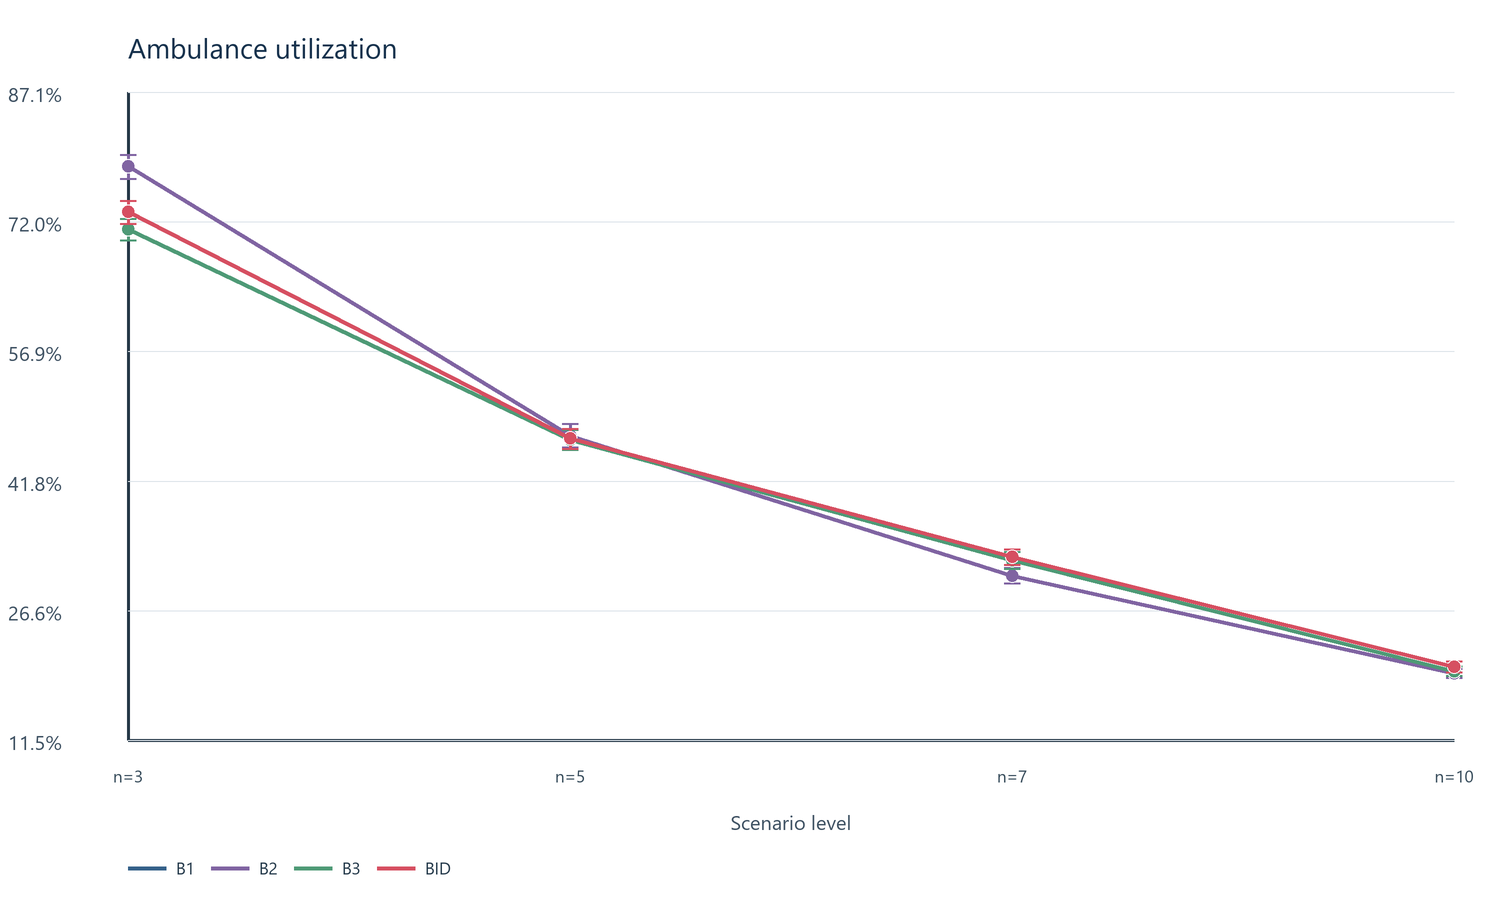 Ambulance utilization
87.1%
72.0%
56.9%
41.8%
26.6%
11.5%
n=3 n=5 n=7 n=10
Scenario level
B1 B2 B3 BID